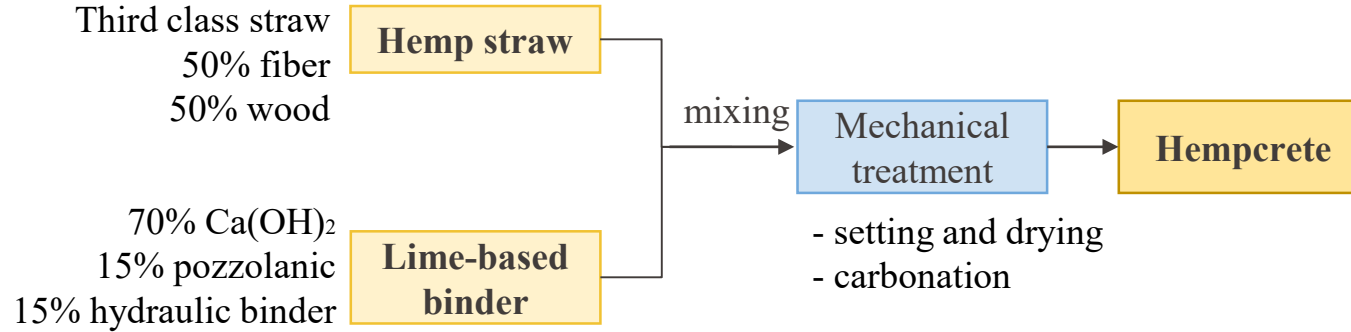 Third class straw
50% fiber
50% wood
Hemp straw
70% Ca(OH)₂
15% pozzolanic
15% hydraulic binder
Lime-based
binder
mixing
Mechanical
treatment
- setting and drying
- carbonation
Hempcrete